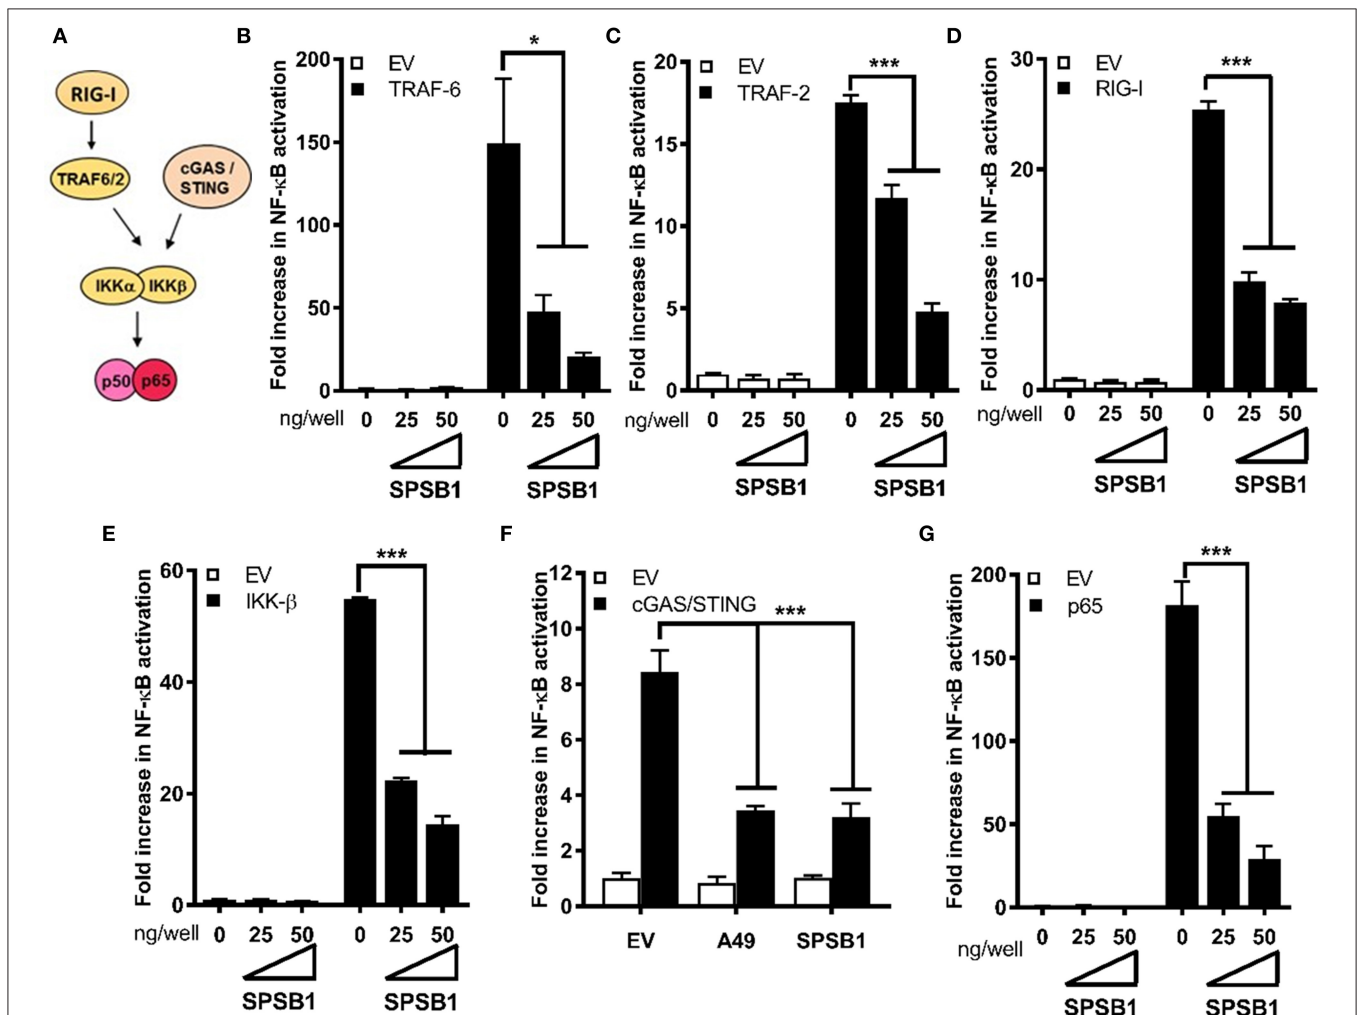 A
RIG-I
TRAF6/2
cGAS /
STING
IKKα
IKKβ
p50
p65
B
Fold increase in NF-κB activation
EV
TRAF-6
*
200
150
100
50
0
ng/well
0 25 50 0 25 50
SPSB1 SPSB1
C
Fold increase in NF-κB activation
EV
TRAF-2
***
20
15
10
5
0
ng/well
0 25 50 0 25 50
SPSB1 SPSB1
D
Fold increase in NF-κB activation
EV
RIG-I
***
30
20
10
0
ng/well
0 25 50 0 25 50
SPSB1 SPSB1
E
Fold increase in NF-κB activation
EV
IKK-β
***
60
40
20
0
ng/well
0 25 50 0 25 50
SPSB1 SPSB1
F
Fold increase in NF-κB activation
EV
cGAS/STING
***
12
10
8
6
4
2
0
EV A49 SPSB1
G
Fold increase in NF-κB activation
EV
p65
***
200
150
100
50
0
ng/well
0 25 50 0 25 50
SPSB1 SPSB1